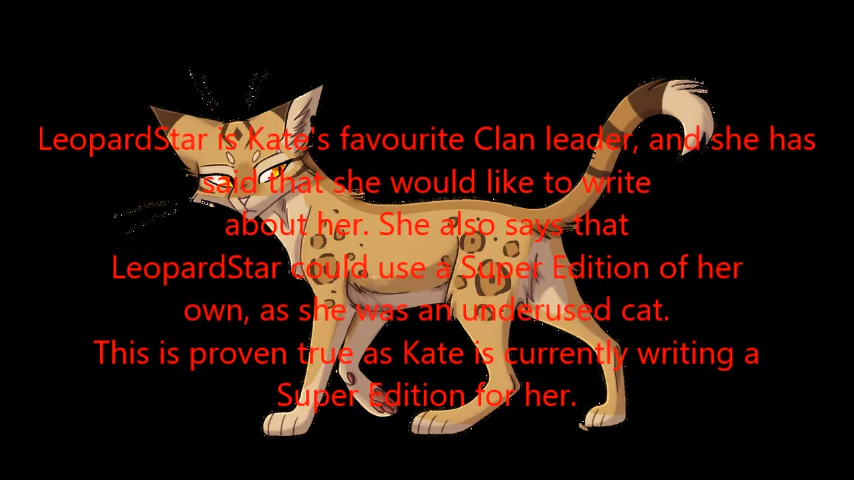 LeopardStar is Kate's favourite Clan leader, and she has
said that she would like to write
about her. She also says that
LeopardStar could use a Super Edition of her
own, as she was an underused cat.
This is proven true as Kate is currently writing a
Super Edition for her.